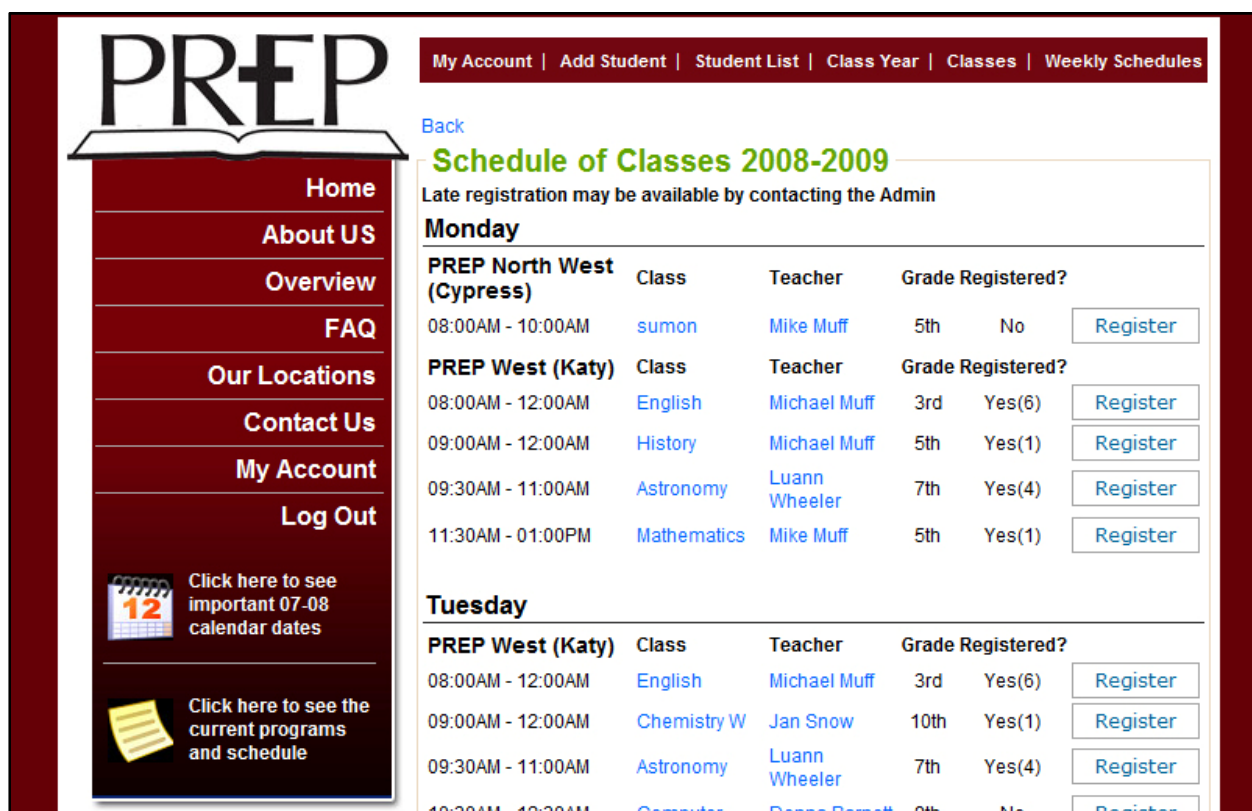 PREP
My Account | Add Student | Student List | Class Year | Classes | Weekly Schedules
Home
About US
Overview
FAQ
Our Locations
Contact Us
My Account
Log Out
12
Click here to see
important 07-08
calendar dates
Click here to see the
current programs
and schedule
Back
Schedule of Classes 2008-2009
Late registration may be available by contacting the Admin
Monday
PREP North West
(Cypress) Class Teacher Grade Registered?
08:00AM - 10:00AM sumon Mike Muff 5th No Register
PREP West (Katy) Class Teacher Grade Registered?
08:00AM - 12:00AM English Michael Muff 3rd Yes(6) Register
09:00AM - 12:00AM History Michael Muff 5th Yes(1) Register
09:30AM - 11:00AM Astronomy Luann
Wheeler 7th Yes(4) Register
11:30AM - 01:00PM Mathematics Mike Muff 5th Yes(1) Register
Tuesday
PREP West (Katy) Class Teacher Grade Registered?
08:00AM - 12:00AM English Michael Muff 3rd Yes(6) Register
09:00AM - 12:00AM Chemistry W Jan Snow 10th Yes(1) Register
09:30AM - 11:00AM Astronomy Luann
Wheeler 7th Yes(4) Register
Computer No Register